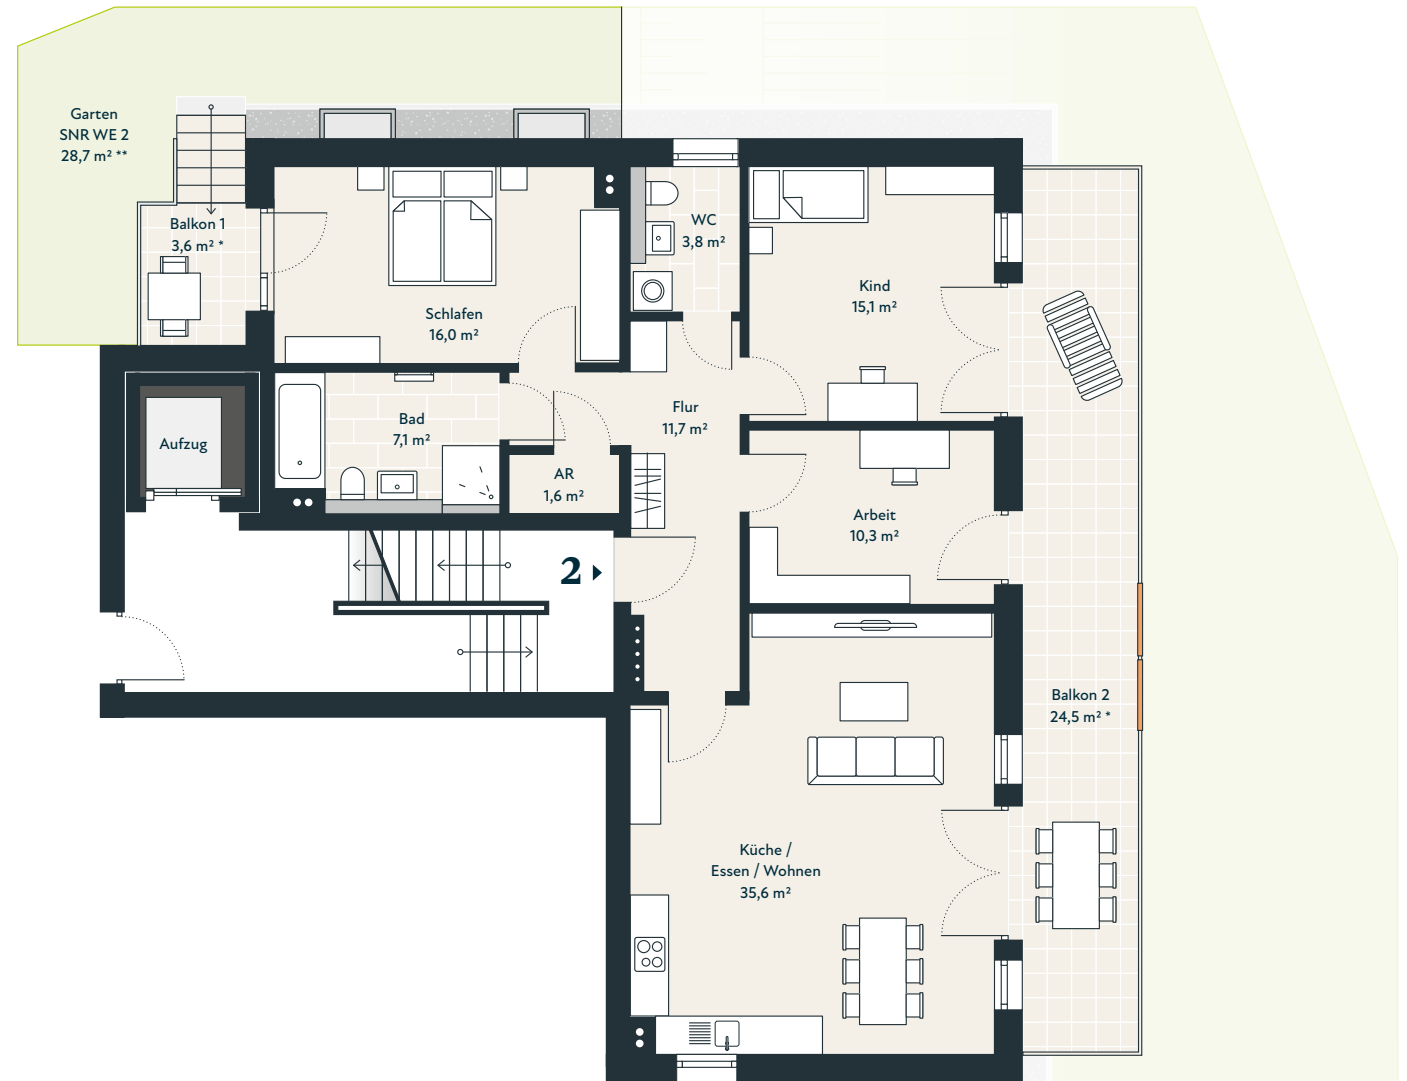 Garten
SNR WE 2
28,7 m² **
Balkon 1
3,6 m² *
Schlafen
16,0 m²
WC
3,8 m²
Kind
15,1 m²
Aufzug
Bad
7,1 m²
Flur
11,7 m²
AR
1,6 m²
Arbeit
10,3 m²
2
Balkon 2
24,5 m² *
Küche /
Essen / Wohnen
35,6 m²